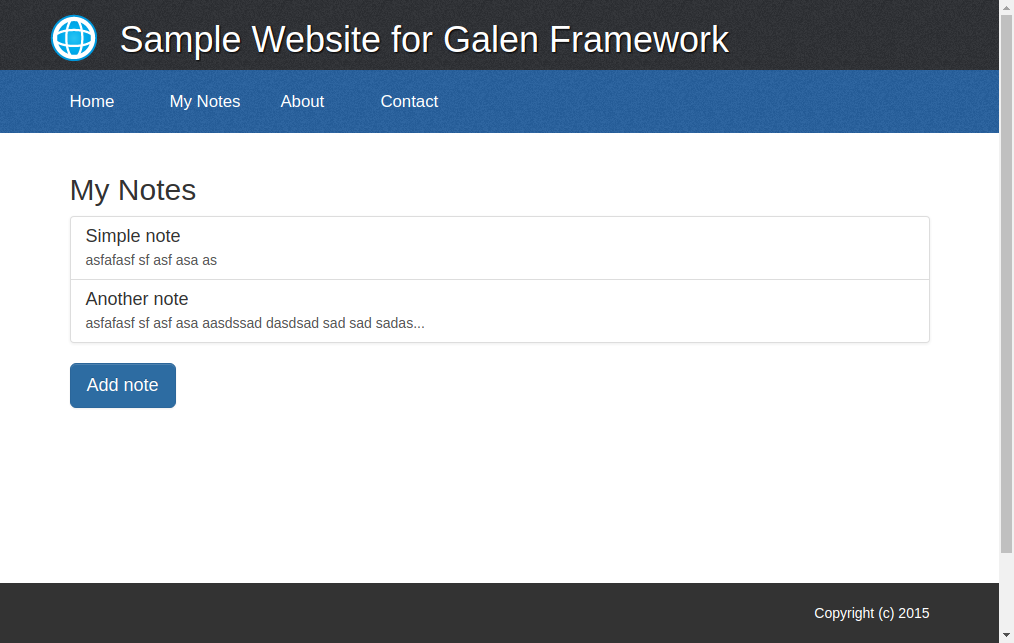 Sample Website for Galen Framework
Home My Notes About Contact
My Notes
Simple note
asfafasf sf asf asa as
Another note
asfafasf sf asf asa aasdssad dasdsad sad sad sadas...
Add note
Copyright (c) 2015